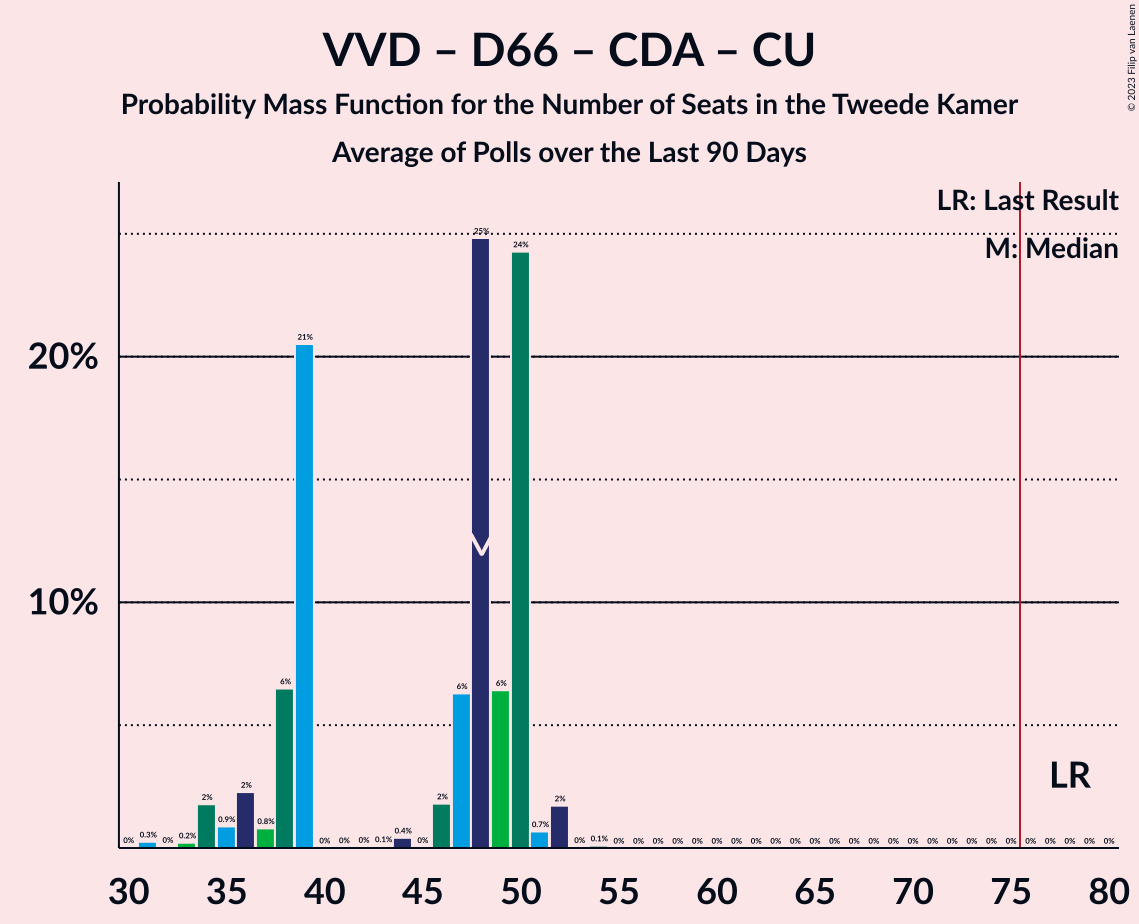 VVD – D66 – CDA – CU
Probability Mass Function for the Number of Seats in the Tweede Kamer
Average of Polls over the Last 90 Days
© 2023 Filip van Laenen
LR: Last Result
M: Median
25%
24%
21%
20%
10%
6%
6%
6%
2%
0.9%
2%
0.8%
2%
0.7%
2%
0% 0.3% 0% 0.2% 0% 0% 0% 0.1% 0.4% 0% 0% 0.1% 0% 0% 0% 0% 0% 0% 0% 0% 0% 0% 0% 0% 0% 0% 0% 0% 0% 0% 0% 0% 0% 0% 0% 0%
M
LR
30 35 40 45 50 55 60 65 70 75 80